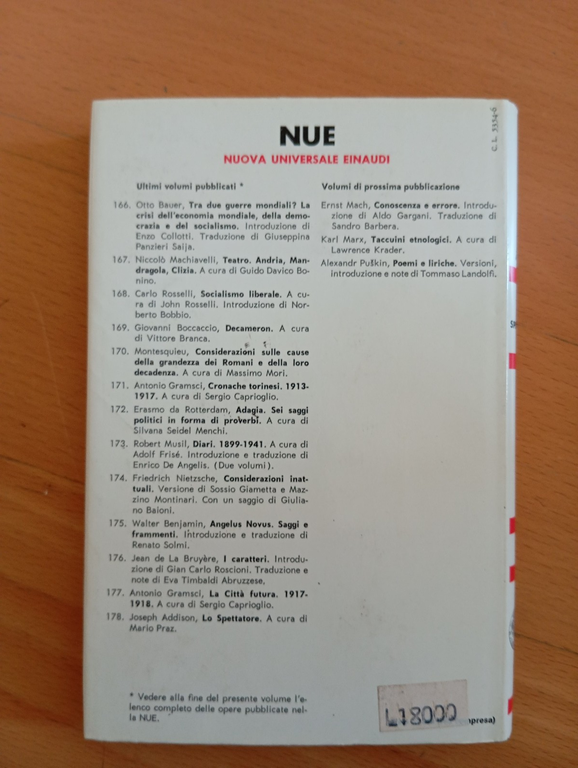 C.L. 3334-6
NUE
NUOVA UNIVERSALE EINAUDI
Ultimi volumi pubblicati *
166. Otto Bauer, Tra due guerre mondiali? La
crisi dell'economia mondiale, della demo-
crazia e del socialismo. Introduzione di
Enzo Collotti. Traduzione di Giuseppina
Panzieri Saija.
167. Niccolò Machiavelli, Teatro. Andria, Man-
dragola, Clizia. A cura di Guido Davico Bo-
nino.
168. Carlo Rosselli, Socialismo liberale. A cu-
ra di John Rosselli. Introduzione di Nor-
berto Bobbio.
169. Giovanni Boccaccio, Decameron. A cura
di Vittore Branca.
170. Montesquieu, Considerazioni sulle cause
della grandezza dei Romani e della loro
decadenza. A cura di Massimo Mori.
171. Antonio Gramsci, Cronache torinesi. 1913-
1917. A cura di Sergio Caprioglio.
172. Erasmo da Rotterdam, Adagia. Sei saggi
politici in forma di proverbi. A cura di
Silvana Seidel Menchi.
173. Robert Musil, Diari. 1899-1941. A cura di
Adolf Frisé. Introduzione e traduzione di
Enrico De Angelis. (Due volumi).
174. Friedrich Nietzsche, Considerazioni inat-
tuali. Versione di Sossio Giametta e Maz-
zino Montinari. Con un saggio di Giulia-
no Baioni.
175. Walter Benjamin, Angelus Novus. Saggi e
frammenti. Introduzione e traduzione di
Renato Solmi.
176. Jean de La Bruyère, I caratteri. Introdu-
zione di Gian Carlo Roscioni. Traduzione e
note di Eva Timbaldi Abruzzese.
177. Antonio Gramsci, La Città futura. 1917-
1918. A cura di Sergio Caprioglio.
178. Joseph Addison, Lo Spettatore. A cura di
Mario Praz.
* Vedere alla fine del presente volume l'e-
lenco completo delle opere pubblicate nel-
la NUE.
Volumi di prossima pubblicazione
Ernst Mach, Conoscenza e errore. Introdu-
zione di Aldo Gargani. Traduzione di
Sandro Barbera.
Karl Marx, Taccuini etnologici. A cura di
Lawrence Krader.
Alexandr Puškin, Poemi e liriche. Versioni,
introduzione e note di Tommaso Landolfi.
L.18000